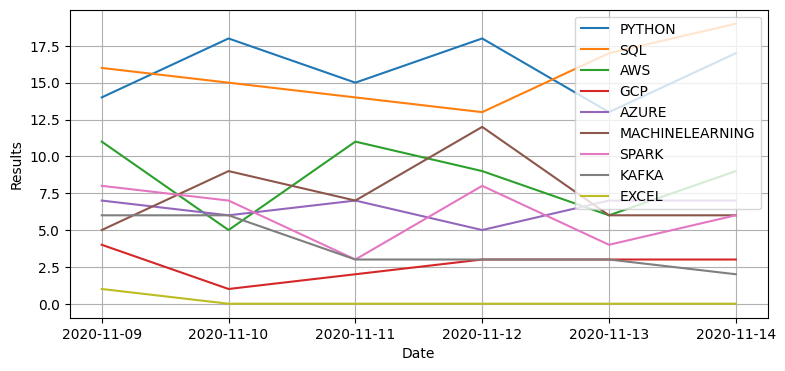 PYTHON
SQL
AWS
GCP
AZURE
MACHINELEARNING
SPARK
KAFKA
EXCEL
17.5
15.0
12.5
10.0
7.5
5.0
2.5
0.0
Results
2020-11-09 2020-11-10 2020-11-11 2020-11-12 2020-11-13 2020-11-14
Date